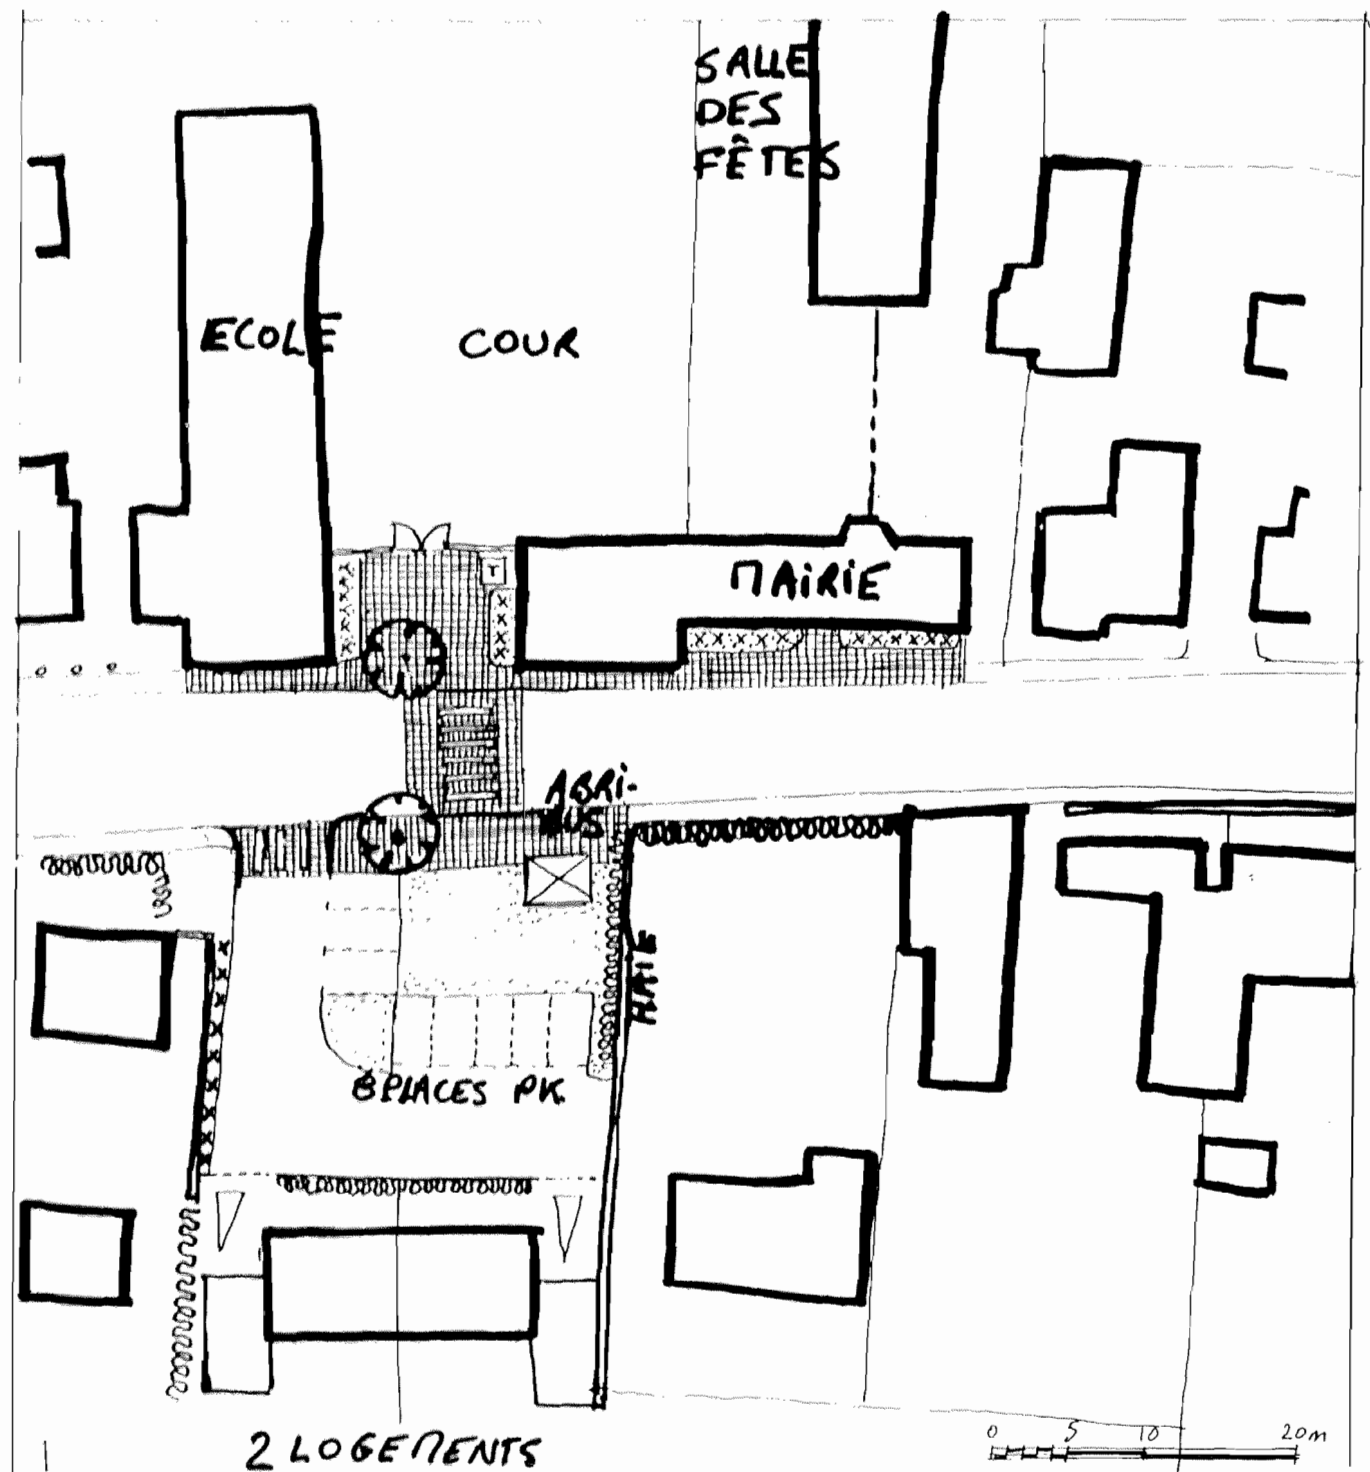 SALLE
DES
FÊTES
ECOLE
COUR
T
MAIRIE
ABRI-
BUS
HAIE
8 PLACES PK.
2 LOGEMENTS
0 5 10 20m